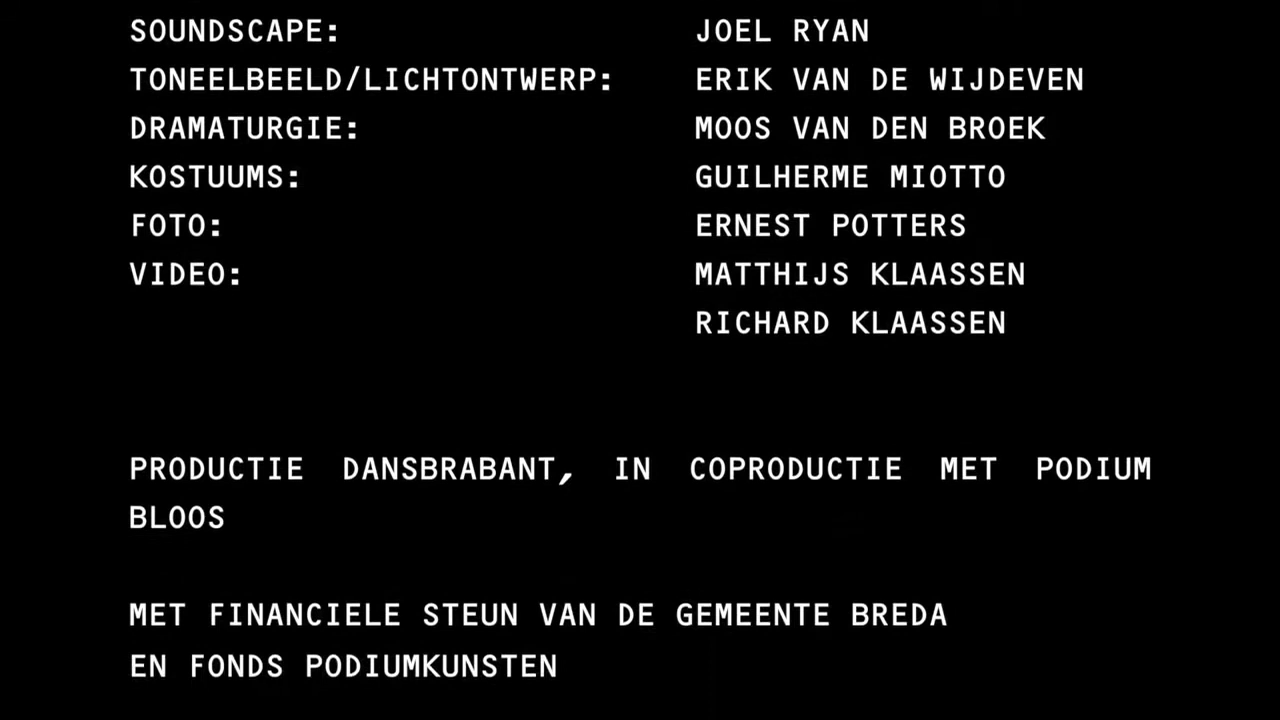 SOUNDSCAPE: JOEL RYAN
TONEELBEELD/LICHTONTWERP: ERIK VAN DE WIJDEVEN
DRAMATURGIE: MOOS VAN DEN BROEK
KOSTUUMS: GUILHERME MIOTTO
FOTO: ERNEST POTTERS
VIDEO: MATTHIJS KLAASSEN
RICHARD KLAASSEN
PRODUCTIE DANSBRABANT, IN COPRODUCTIE MET PODIUM
BLOOS
MET FINANCIELE STEUN VAN DE GEMEENTE BREDA
EN FONDS PODIUMKUNSTEN